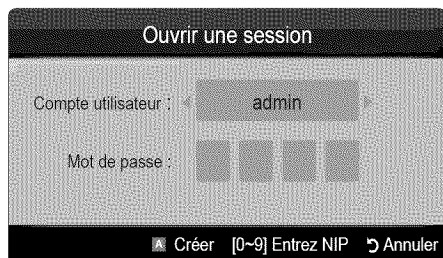 Ouvrir une session
Compte utilisateur : admin
Mot de passe :
A Créer [0~9] Entrez NIP Annuler